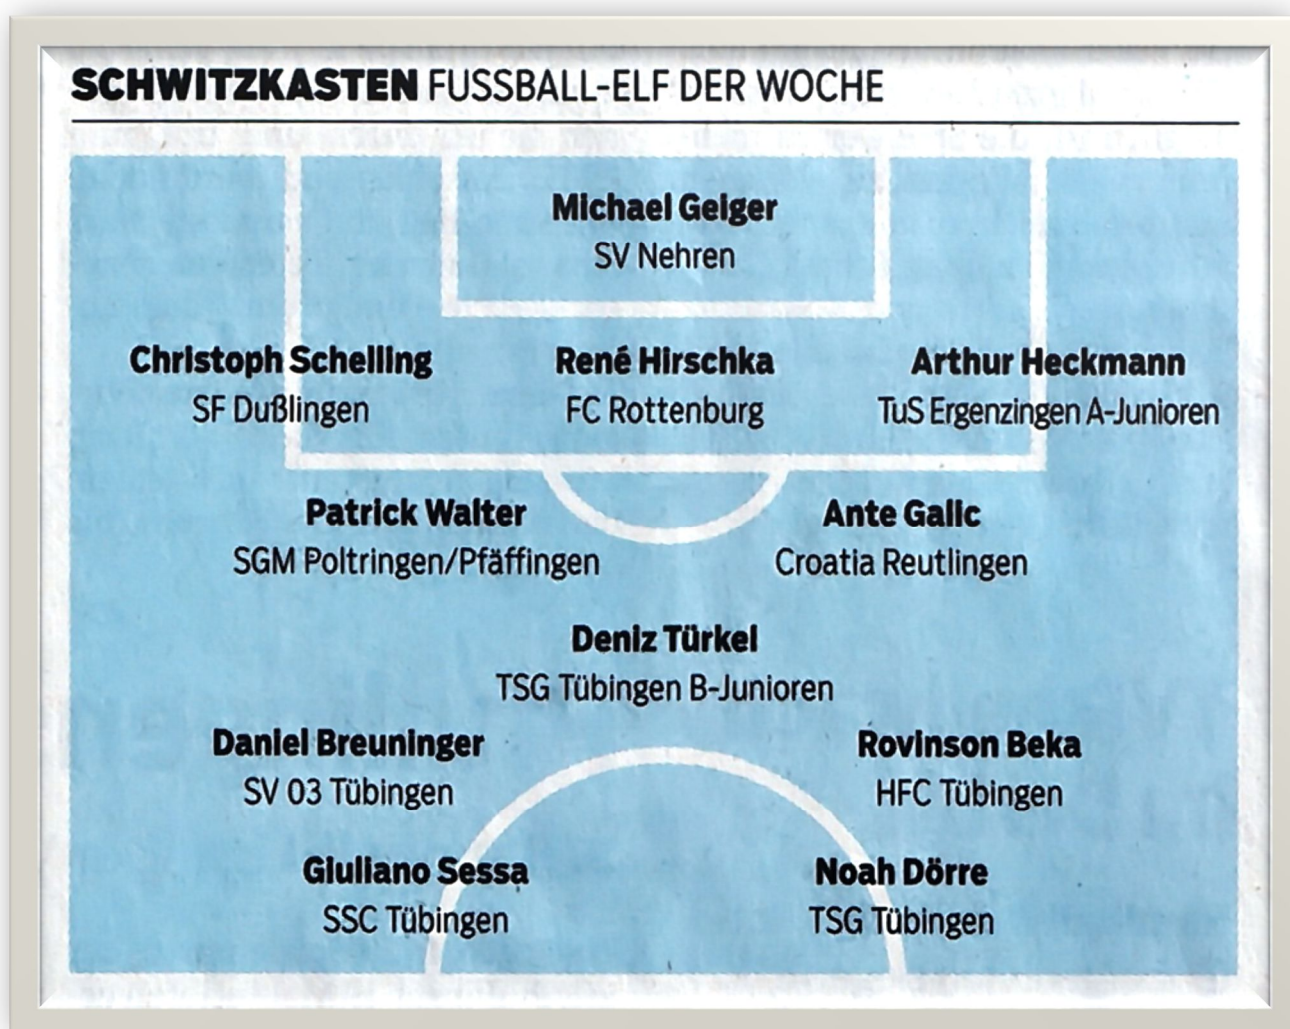 SCHWITZKASTEN FUSSBALL-ELF DER WOCHE
Michael Geiger
SV Nehren
Christoph Schelling René Hirschka Arthur Heckmann
SF Dußlingen FC Rottenburg TuS Ergenzingen A-Junioren
Patrick Walter Ante Galic
SGM Poltringen/Pfäffingen Croatia Reutlingen
Deniz Türkel
TSG Tübingen B-Junioren
Daniel Breuninger Rovinson Beka
SV 03 Tübingen HFC Tübingen
Giuliano Sessa Noah Dörre
SSC Tübingen TSG Tübingen